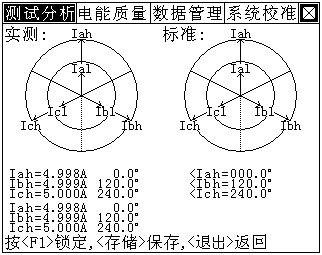 测试分析 电能质量 数据管理 系统校准
实测: Iah 标准: Iah
Ial Ial
Icl Ibl Icl Ibl
Ich Ibh Ich Ibh
Iah=4.998A 0.0° <Iah=000.0°
Ibh=4.999A 120.0° <Ibh=120.0°
Ich=5.000A 240.0° <Ich=240.0°
Iah=4.998A 0.0°
Ibh=4.999A 120.0°
Ich=5.000A 240.0°
按<F1>锁定,<存储>保存,<退出>返回